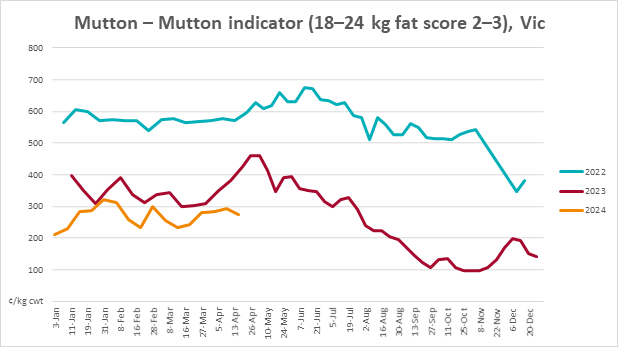 Mutton – Mutton indicator (18–24 kg fat score 2–3), Vic
800
700
600
500
400
300
200
100
¢/kg cwt
2022
2023
2024
3-Jan
11-Jan
19-Jan
31-Jan
8-Feb
16-Feb
28-Feb
8-Mar
16-Mar
27-Mar
5-Apr
13-Apr
26-Apr
10-May
24-May
7-Jun
21-Jun
5-Jul
19-Jul
2-Aug
16-Aug
30-Aug
13-Sep
27-Sep
11-Oct
25-Oct
8-Nov
22-Nov
6-Dec
20-Dec